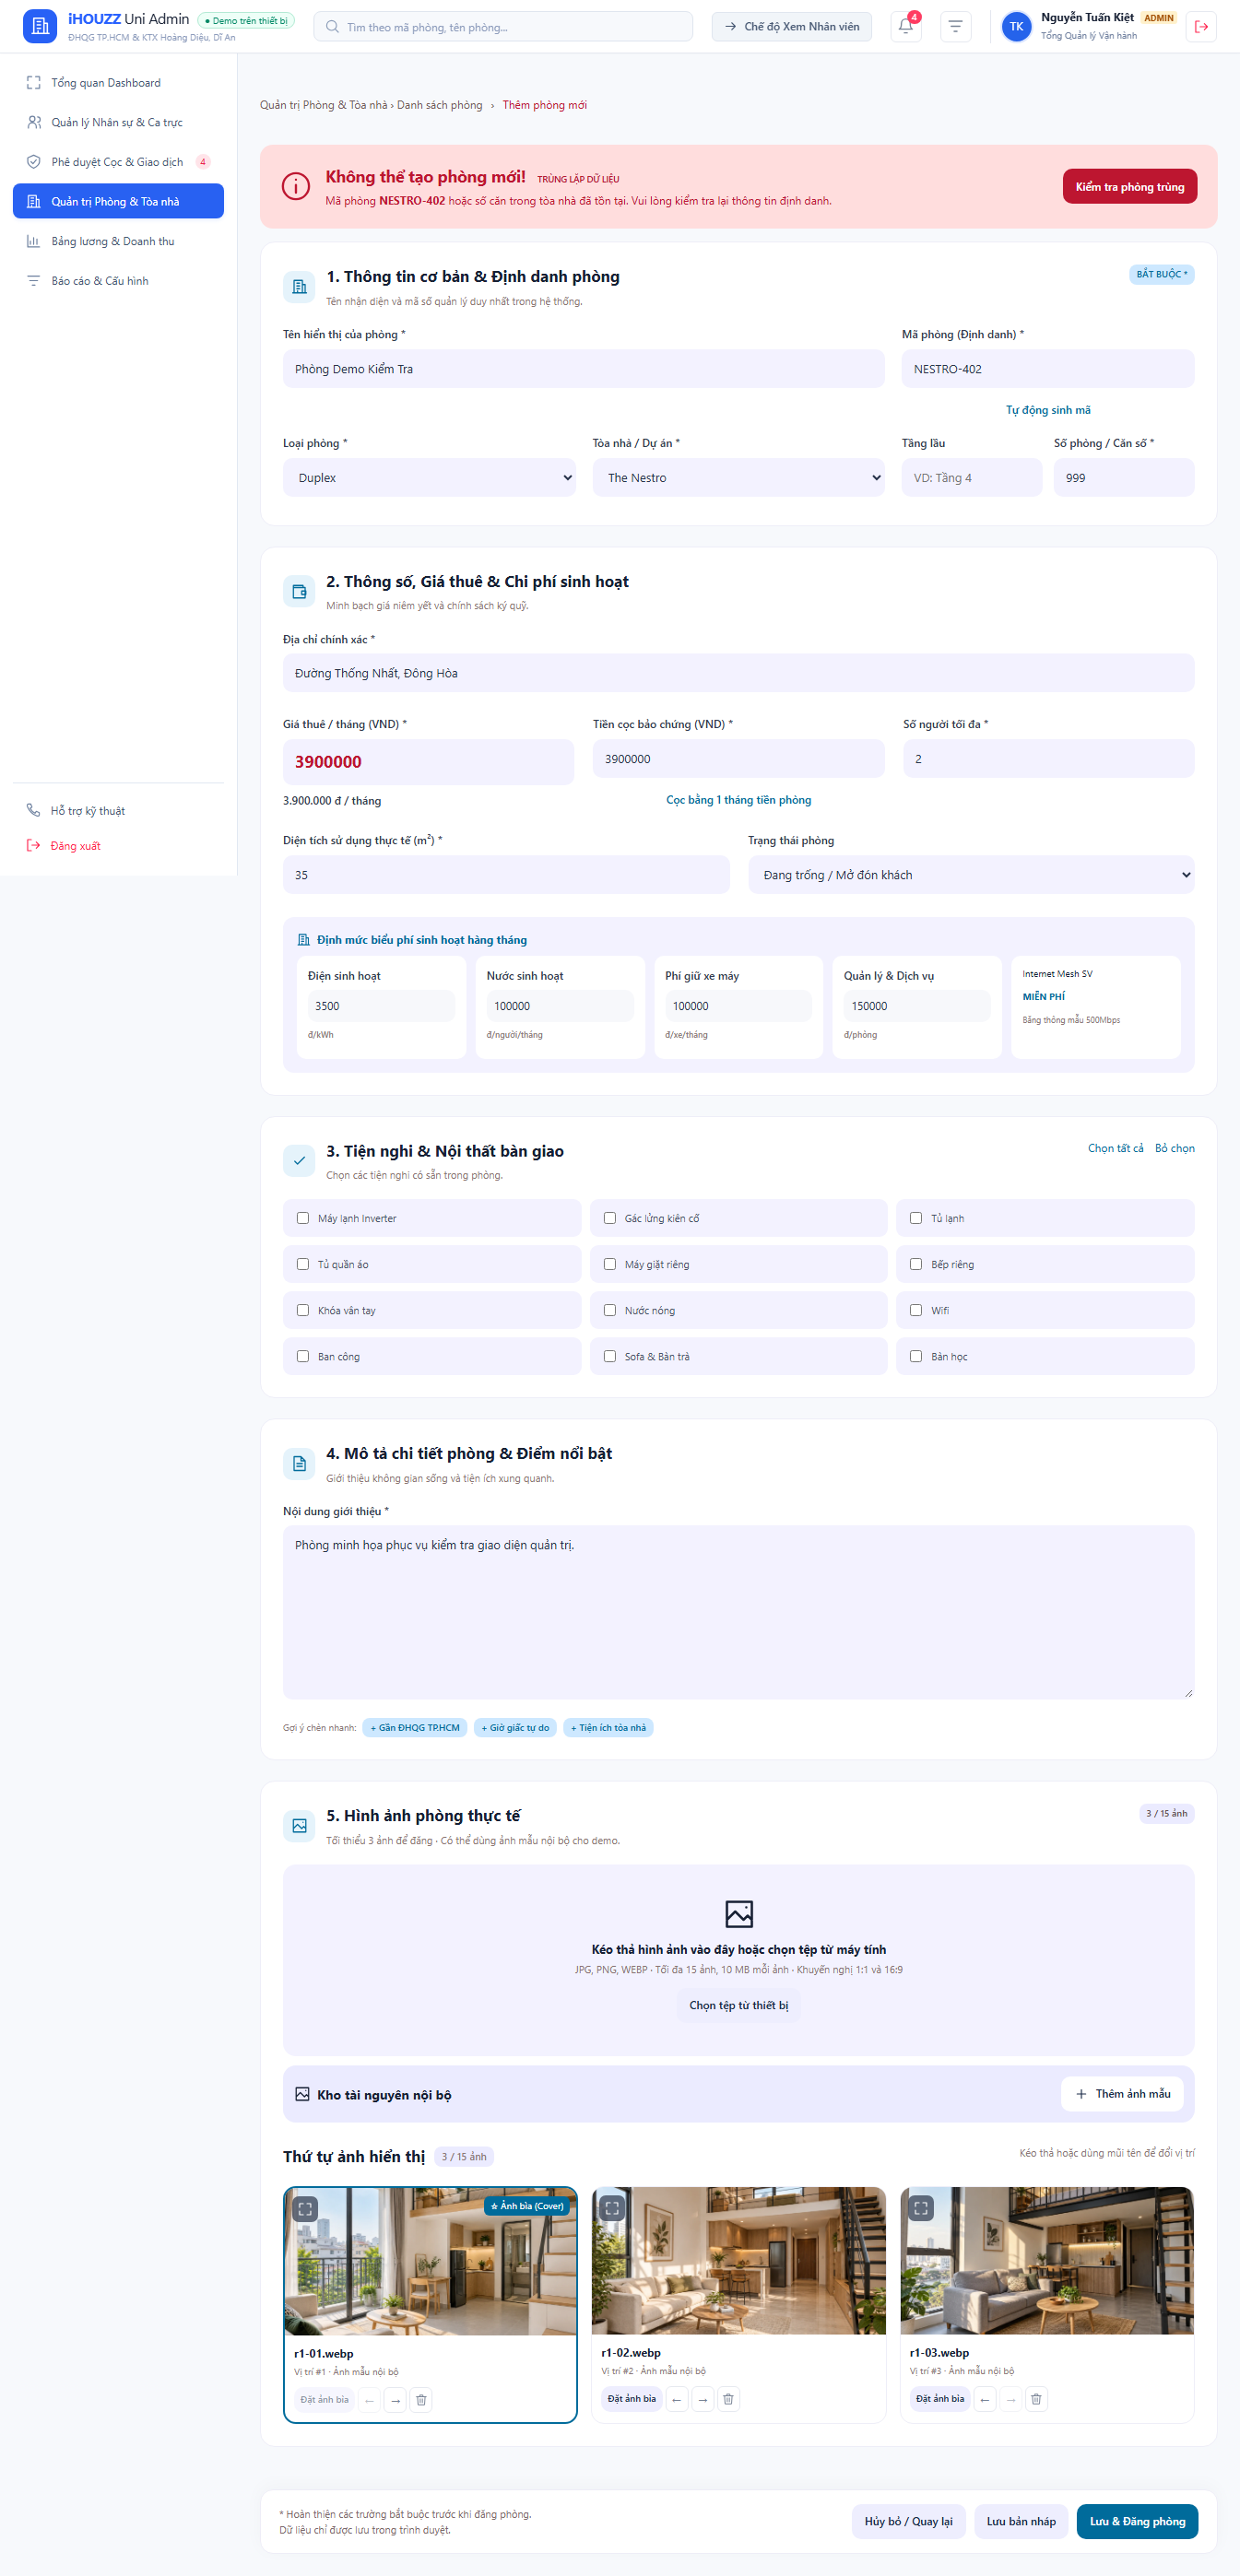 iHOUZZ Uni Admin
● Demo trên thiết bị
ĐHQG TP.HCM & KTX Hoàng Diệu, Dĩ An
Tìm theo mã phòng, tên phòng...
→ Chế độ Xem Nhân viên
4
TK
Nguyễn Tuấn Kiệt ADMIN
Tổng Quản lý Vận hành
Tổng quan Dashboard
Quản lý Nhân sự & Ca trực
Phê duyệt Cọc & Giao dịch 4
Quản trị Phòng & Tòa nhà
Bảng lương & Doanh thu
Báo cáo & Cấu hình
Hỗ trợ kỹ thuật
Đăng xuất
Quản trị Phòng & Tòa nhà › Danh sách phòng › Thêm phòng mới
Không thể tạo phòng mới! TRÙNG LẶP DỮ LIỆU
Mã phòng NESTRO-402 hoặc số căn trong tòa nhà đã tồn tại. Vui lòng kiểm tra lại thông tin định danh.
Kiểm tra phòng trùng
1. Thông tin cơ bản & Định danh phòng
Tên nhận diện và mã số quản lý duy nhất trong hệ thống.
BẮT BUỘC *
Tên hiển thị của phòng *
Mã phòng (Định danh) *
Phòng Demo Kiểm Tra
NESTRO-402
Tự động sinh mã
Loại phòng *
Tòa nhà / Dự án *
Tầng lầu
Số phòng / Căn số *
Duplex
The Nestro
VD: Tầng 4
999
2. Thông số, Giá thuê & Chi phí sinh hoạt
Minh bạch giá niêm yết và chính sách ký quỹ.
Địa chỉ chính xác *
Đường Thống Nhất, Đông Hòa
Giá thuê / tháng (VND) *
Tiền cọc bảo chứng (VND) *
Số người tối đa *
3900000
3900000
2
3.900.000 đ / tháng
Cọc bằng 1 tháng tiền phòng
Diện tích sử dụng thực tế (m²) *
Trạng thái phòng
35
Đang trống / Mở đón khách
Định mức biểu phí sinh hoạt hàng tháng
Điện sinh hoạt
3500
đ/kWh
Nước sinh hoạt
100000
đ/người/tháng
Phí giữ xe máy
100000
đ/xe/tháng
Quản lý & Dịch vụ
150000
đ/phòng
Internet Mesh SV
MIỄN PHÍ
Băng thông mẫu 500Mbps
3. Tiện nghi & Nội thất bàn giao
Chọn các tiện nghi có sẵn trong phòng.
Chọn tất cả Bỏ chọn
Máy lạnh Inverter
Gác lửng kiên cố
Tủ lạnh
Tủ quần áo
Máy giặt riêng
Bếp riêng
Khóa vân tay
Nước nóng
Wifi
Ban công
Sofa & Bàn trà
Bàn học
4. Mô tả chi tiết phòng & Điểm nổi bật
Giới thiệu không gian sống và tiện ích xung quanh.
Nội dung giới thiệu *
Phòng minh họa phục vụ kiểm tra giao diện quản trị.
Gợi ý chèn nhanh: + Gần ĐHQG TP.HCM + Giờ giấc tự do + Tiện ích tòa nhà
5. Hình ảnh phòng thực tế
Tối thiểu 3 ảnh để đăng · Có thể dùng ảnh mẫu nội bộ cho demo.
3 / 15 ảnh
Kéo thả hình ảnh vào đây hoặc chọn tệp từ máy tính
JPG, PNG, WEBP · Tối đa 15 ảnh, 10 MB mỗi ảnh · Khuyến nghị 1:1 và 16:9
Chọn tệp từ thiết bị
Kho tài nguyên nội bộ
+ Thêm ảnh mẫu
Thứ tự ảnh hiển thị 3 / 15 ảnh
Kéo thả hoặc dùng mũi tên để đổi vị trí
☆ Ảnh bìa (Cover)
r1-01.webp
Vị trí #1 · Ảnh mẫu nội bộ
Đặt ảnh bìa ← →
r1-02.webp
Vị trí #2 · Ảnh mẫu nội bộ
Đặt ảnh bìa ← →
r1-03.webp
Vị trí #3 · Ảnh mẫu nội bộ
Đặt ảnh bìa ← →
* Hoàn thiện các trường bắt buộc trước khi đăng phòng.
Dữ liệu chỉ được lưu trong trình duyệt.
Hủy bỏ / Quay lại
Lưu bản nháp
Lưu & Đăng phòng